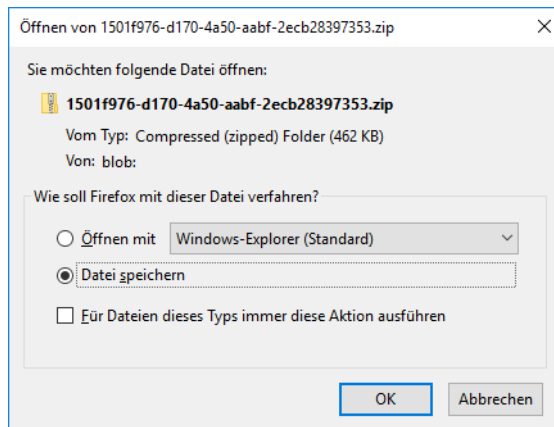 Öffnen von 1501f976-d170-4a50-aabf-2ecb28397353.zip
Sie möchten folgende Datei öffnen:
1501f976-d170-4a50-aabf-2ecb28397353.zip
Vom Typ: Compressed (zipped) Folder (462 KB)
Von: blob:
Wie soll Firefox mit dieser Datei verfahren?
Öffnen mit Windows-Explorer (Standard)
Datei speichern
Für Dateien dieses Typs immer diese Aktion ausführen
OK Abbrechen